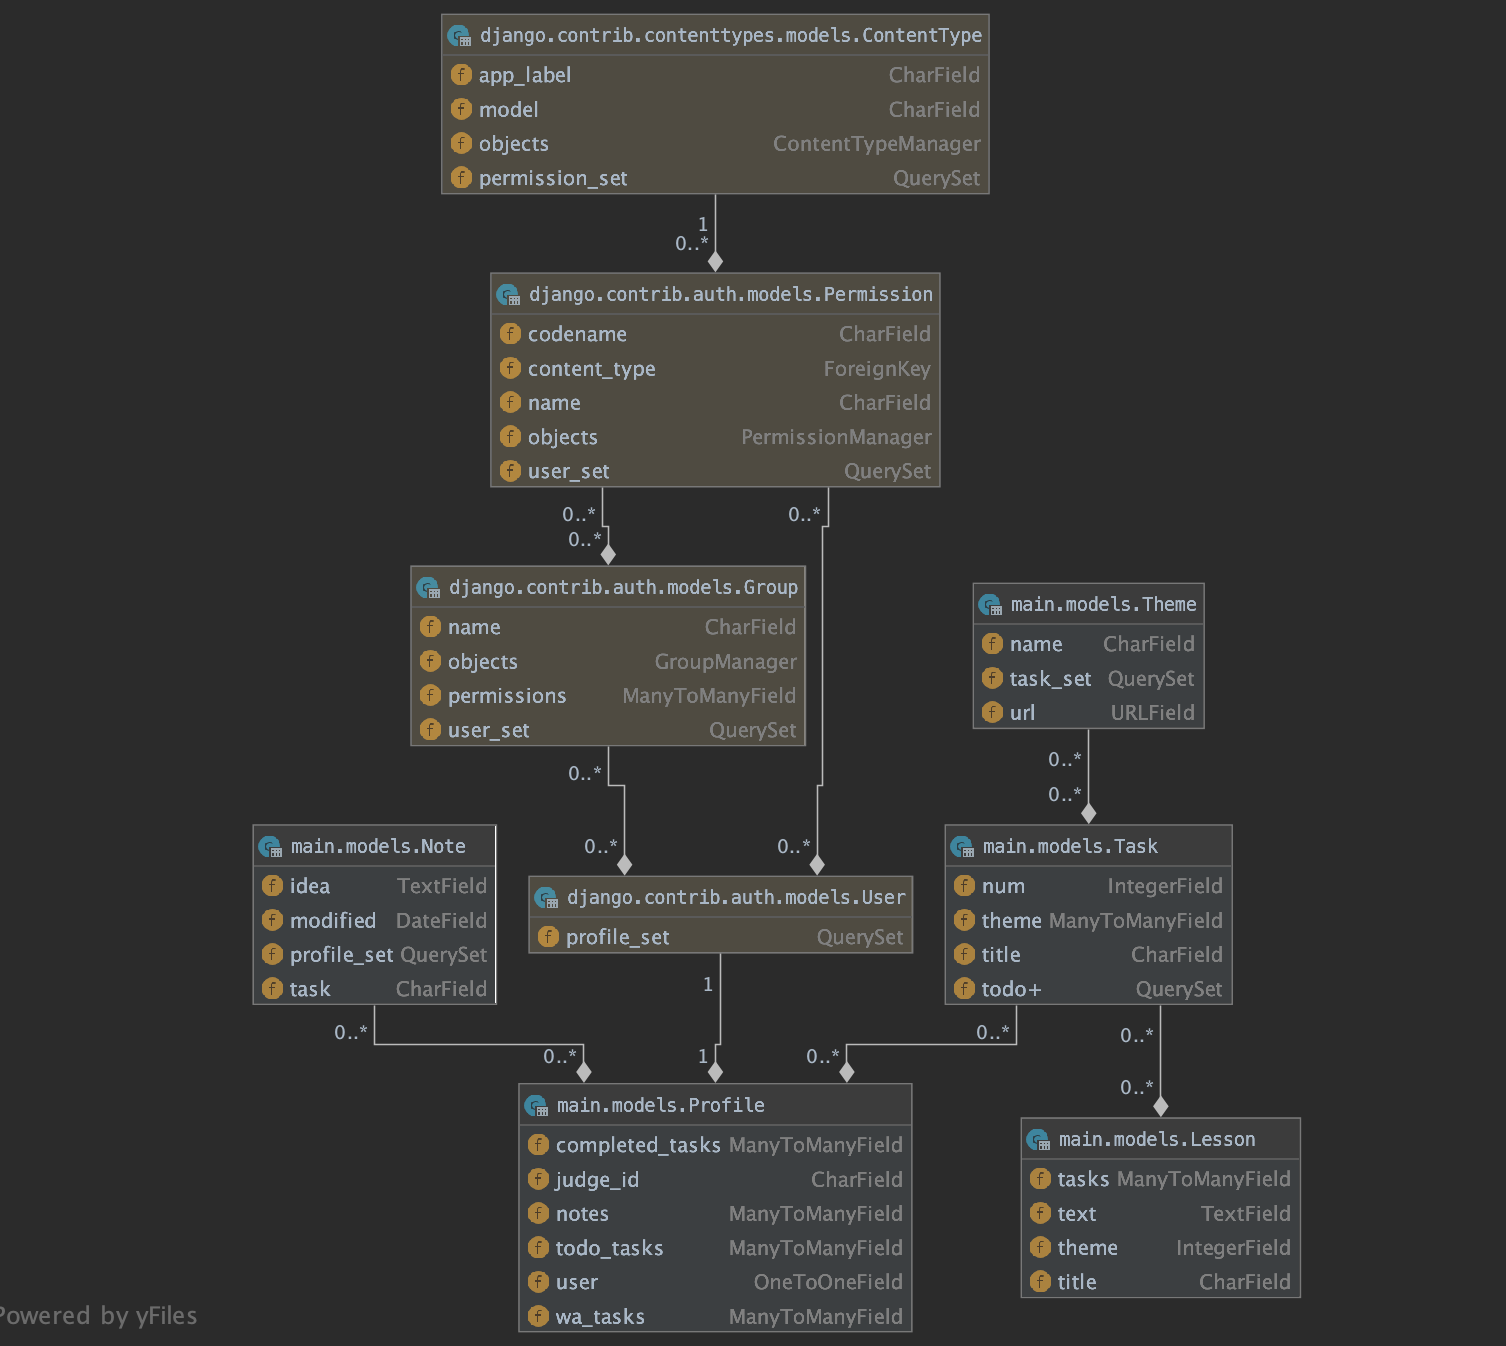 django.contrib.contenttypes.models.ContentType
app_label CharField
model CharField
objects ContentTypeManager
permission_set QuerySet
1
0..*
django.contrib.auth.models.Permission
codename CharField
content_type ForeignKey
name CharField
objects PermissionManager
user_set QuerySet
0..*
0..*
0..*
django.contrib.auth.models.Group
name CharField
objects GroupManager
permissions ManyToManyField
user_set QuerySet
main.models.Theme
name CharField
task_set QuerySet
url URLField
0..*
0..*
0..*
0..*
0..*
main.models.Note
idea TextField
modified DateField
profile_set QuerySet
task CharField
django.contrib.auth.models.User
profile_set QuerySet
main.models.Task
num IntegerField
theme ManyToManyField
title CharField
todo+ QuerySet
0..*
0..*
1
1
0..*
0..*
0..*
0..*
main.models.Profile
completed_tasks ManyToManyField
judge_id CharField
notes ManyToManyField
todo_tasks ManyToManyField
user OneToOneField
wa_tasks ManyToManyField
main.models.Lesson
tasks ManyToManyField
text TextField
theme IntegerField
title CharField
Powered by yFiles